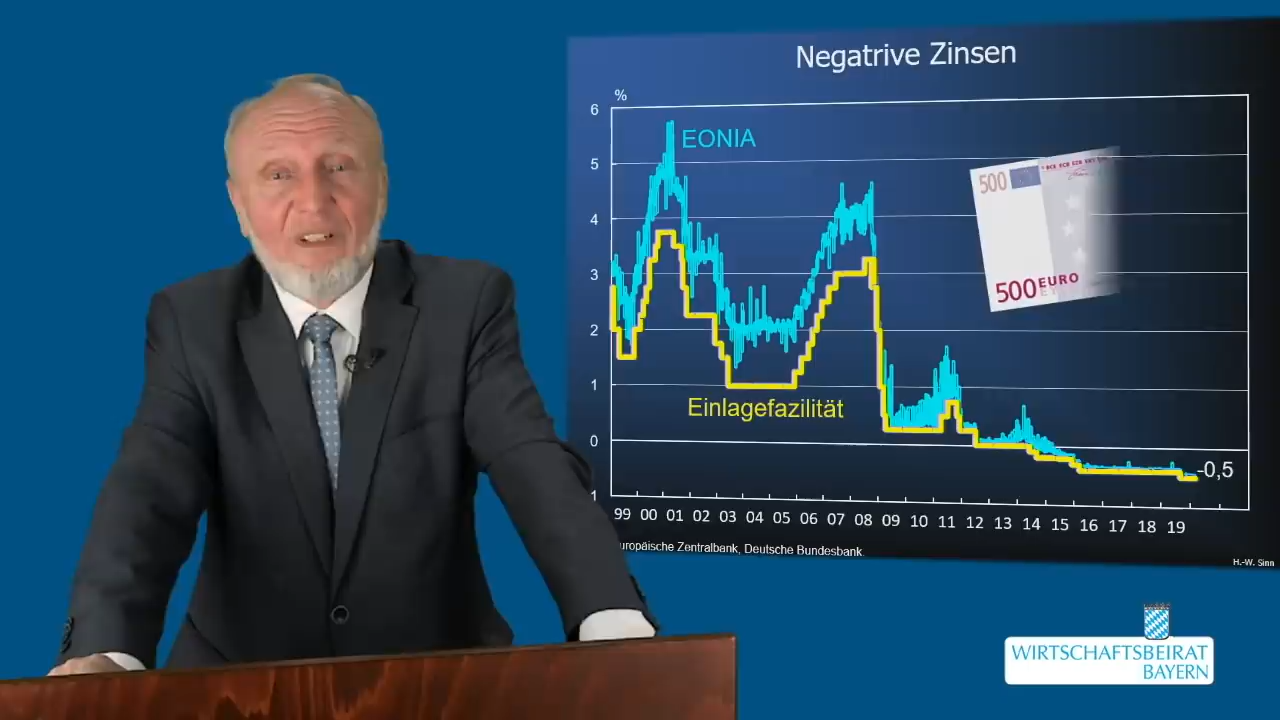 Negatrive Zinsen
%
6
5
4
3
2
1
0
1
EONIA
Einlagefazilität
-0,5
500
500 EURO
99 00 01 02 03 04 05 06 07 08 09 10 11 12 13 14 15 16 17 18 19
uropäische Zentralbank, Deutsche Bundesbank.
H.-W. Sinn
WIRTSCHAFTSBEIRAT
BAYERN